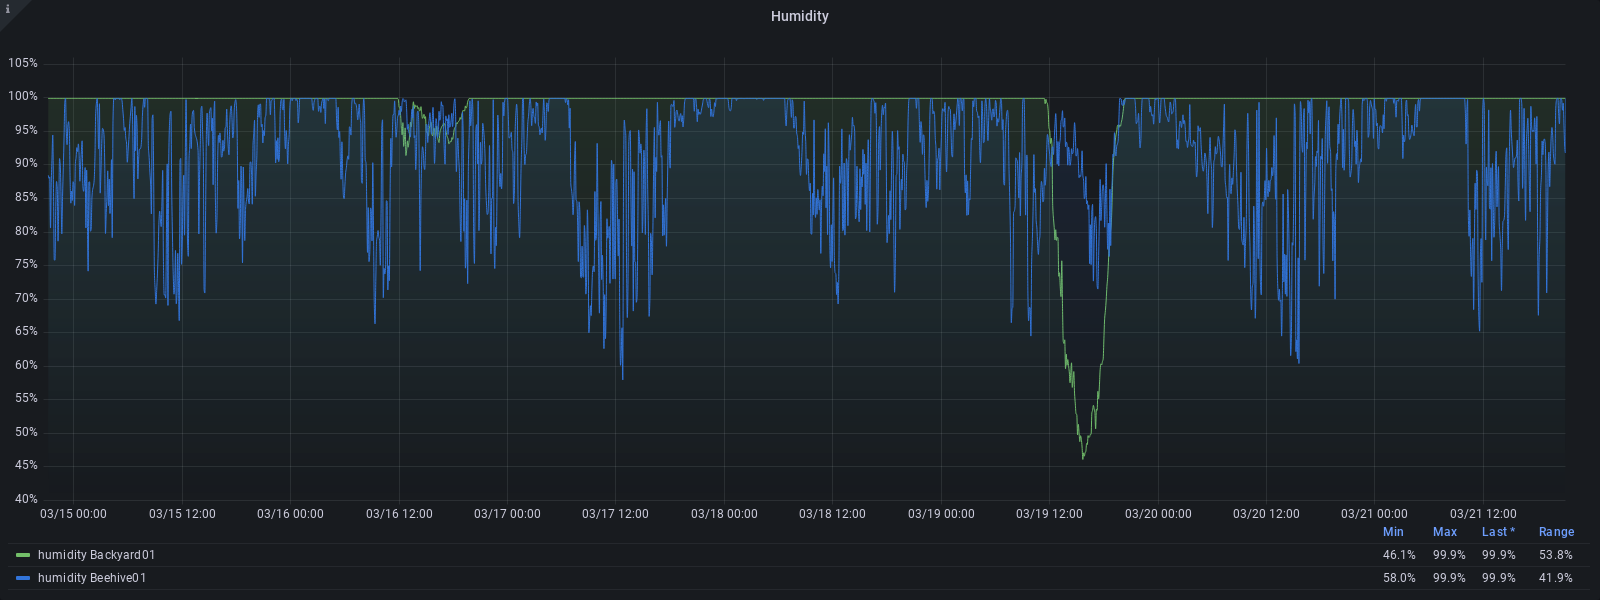 i
Humidity
105%
100%
95%
90%
85%
80%
75%
70%
65%
60%
55%
50%
45%
40%
03/15 00:00 03/15 12:00 03/16 00:00 03/16 12:00 03/17 00:00 03/17 12:00 03/18 00:00 03/18 12:00 03/19 00:00 03/19 12:00 03/20 00:00 03/20 12:00 03/21 00:00 03/21 12:00
Min Max Last * Range
humidity Backyard01 46.1% 99.9% 99.9% 53.8%
humidity Beehive01 58.0% 99.9% 99.9% 41.9%